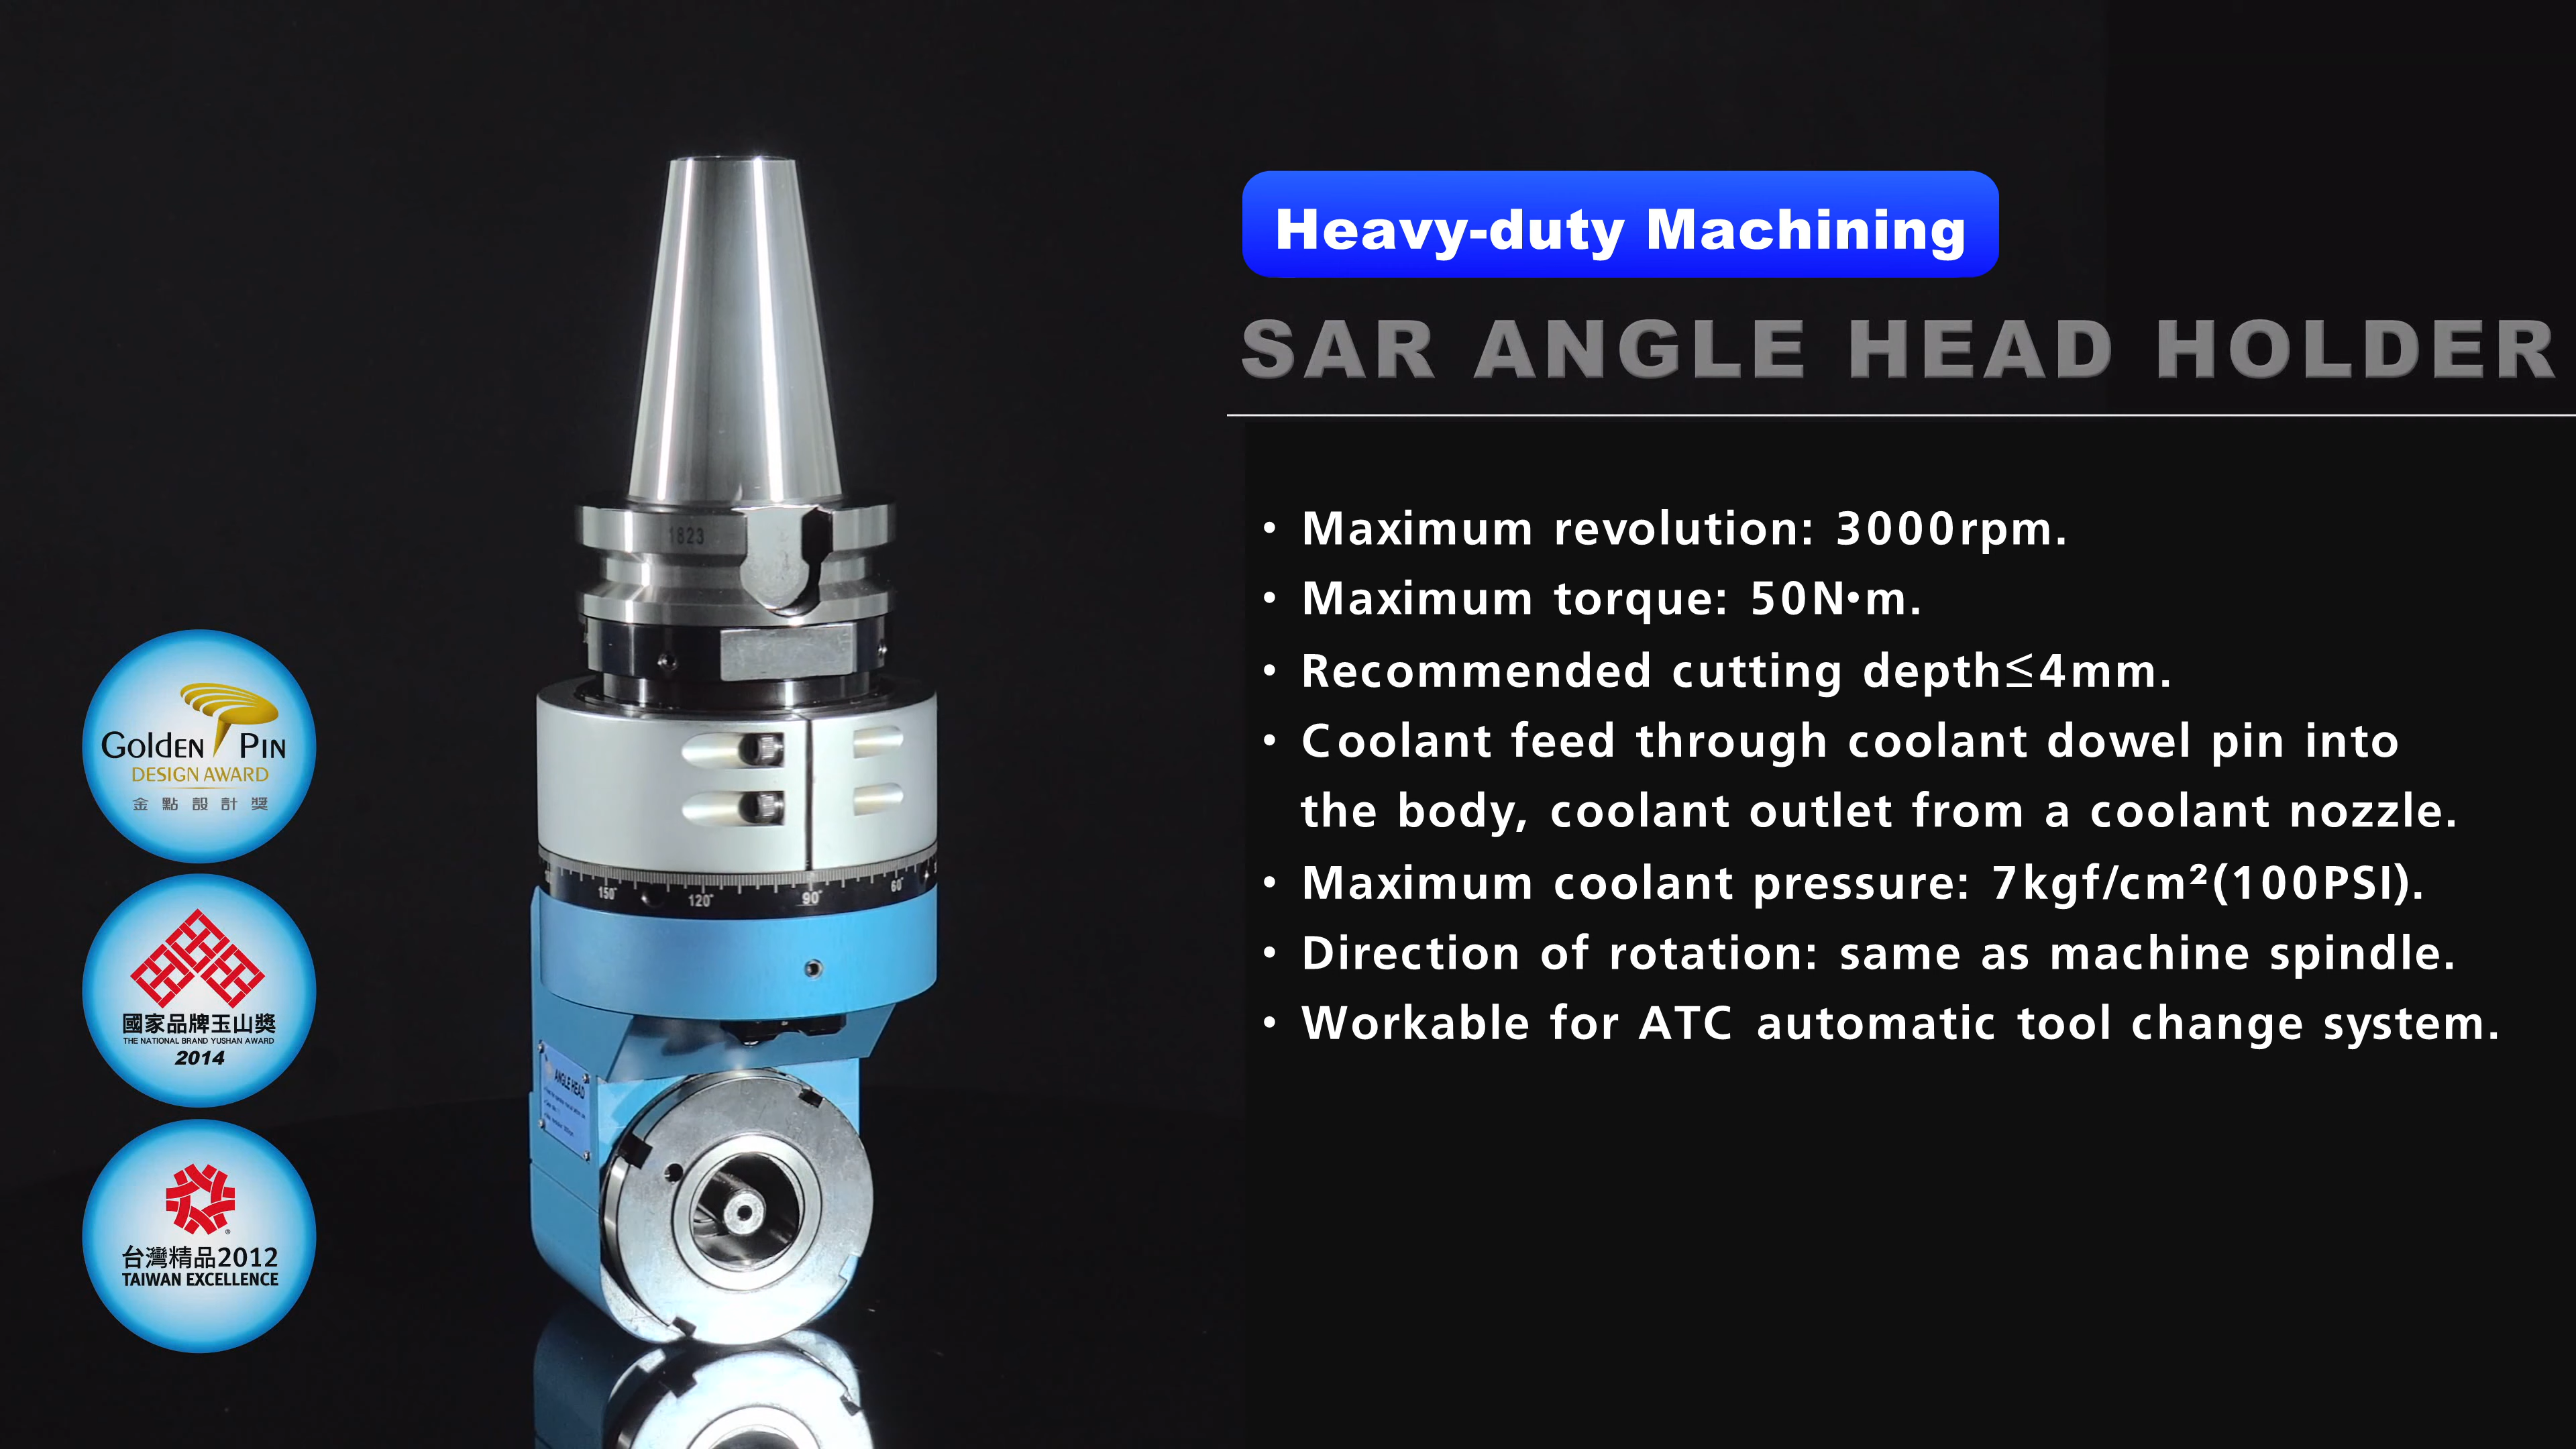 Heavy-duty Machining
SAR ANGLE HEAD HOLDER
• Maximum revolution: 3000rpm.
• Maximum torque: 50N•m.
• Recommended cutting depth≤4mm.
• Coolant feed through coolant dowel pin into
the body, coolant outlet from a coolant nozzle.
• Maximum coolant pressure: 7kgf/cm²(100PSI).
• Direction of rotation: same as machine spindle.
• Workable for ATC automatic tool change system.
1823
150°
120°
90°
60°
ANGLE HEAD
GOLDEN PIN
DESIGN AWARD
金點設計獎
國家品牌玉山獎
THE NATIONAL BRAND YUSHAN AWARD
2014
台灣精品2012
TAIWAN EXCELLENCE